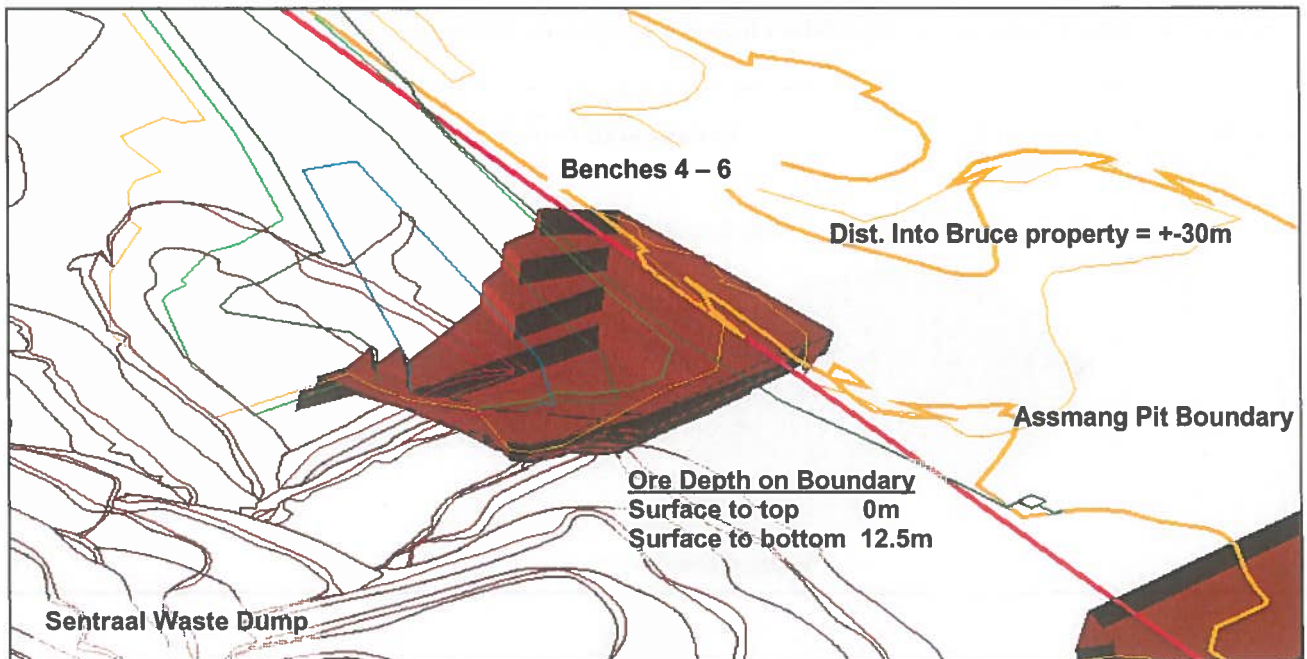 Benches 4 – 6
Dist. Into Bruce property = +-30m
Assmang Pit Boundary
Ore Depth on Boundary
Surface to top 0m
Surface to bottom 12.5m
Sentraal Waste Dump